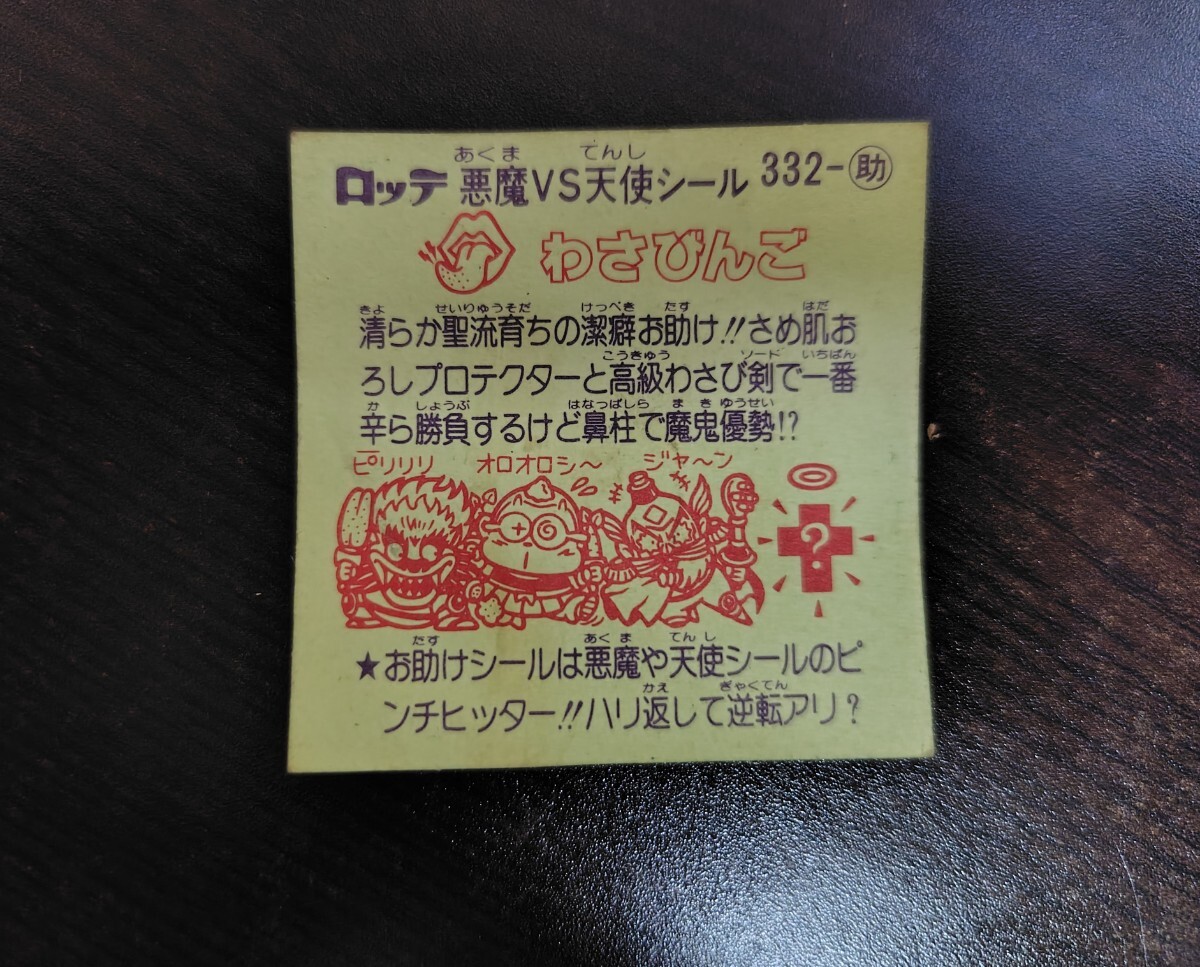 ロッテ 悪魔VS天使シール 332-助
あくま てんし
わさびんご
きよ せいりゅうそだ けっぺき たす はだ
清らか聖流育ちの潔癖お助け!!さめ肌お
こうきゅう ソード いちばん
ろしプロテクターと高級わさび剣で一番
か しょうぶ はなっぱしら まき ゆうせい
辛ら勝負するけど鼻柱で魔鬼優勢!?
ピリリリ オロオロシ〜 ジャ〜ン
?
たす あくま てんし
★お助けシールは悪魔や天使シールのピ
かえ ぎゃくてん
ンチヒッター!!ハリ返して逆転アリ?